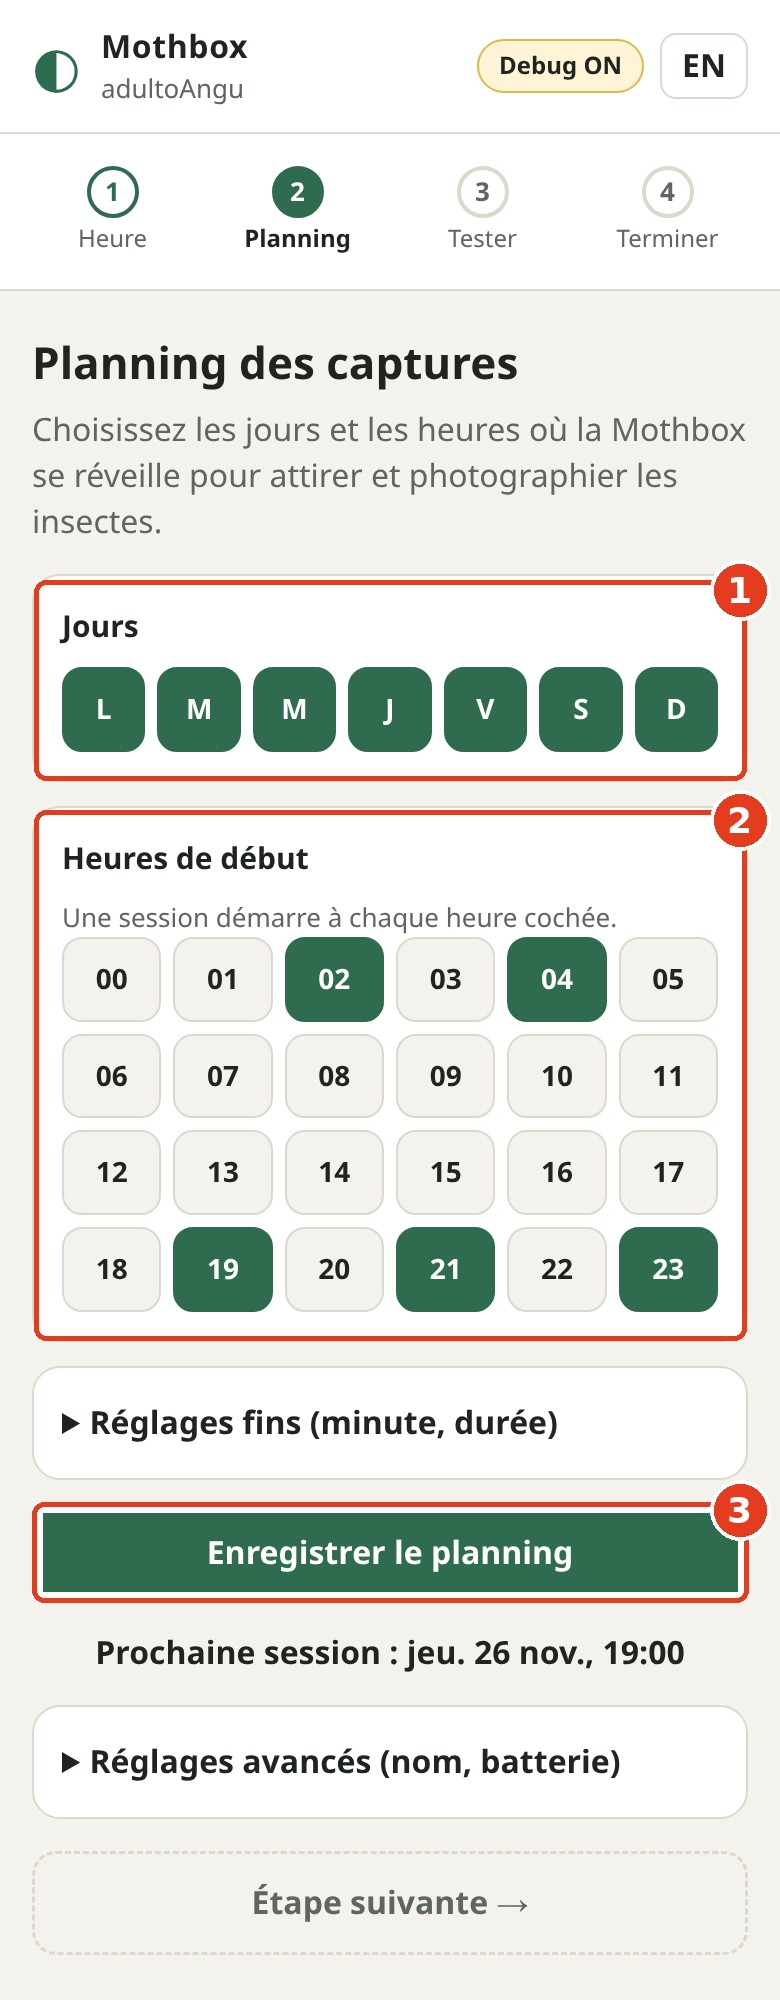 Mothbox
adultoAngu
Debug ON
EN
1
2
3
4
Heure
Planning
Tester
Terminer
Planning des captures
Choisissez les jours et les heures où la Mothbox
se réveille pour attirer et photographier les
insectes.
1
Jours
L M M J V S D
2
Heures de début
Une session démarre à chaque heure cochée.
00 01 02 03 04 05
06 07 08 09 10 11
12 13 14 15 16 17
18 19 20 21 22 23
▶ Réglages fins (minute, durée)
3
Enregistrer le planning
Prochaine session : jeu. 26 nov., 19:00
▶ Réglages avancés (nom, batterie)
Étape suivante →